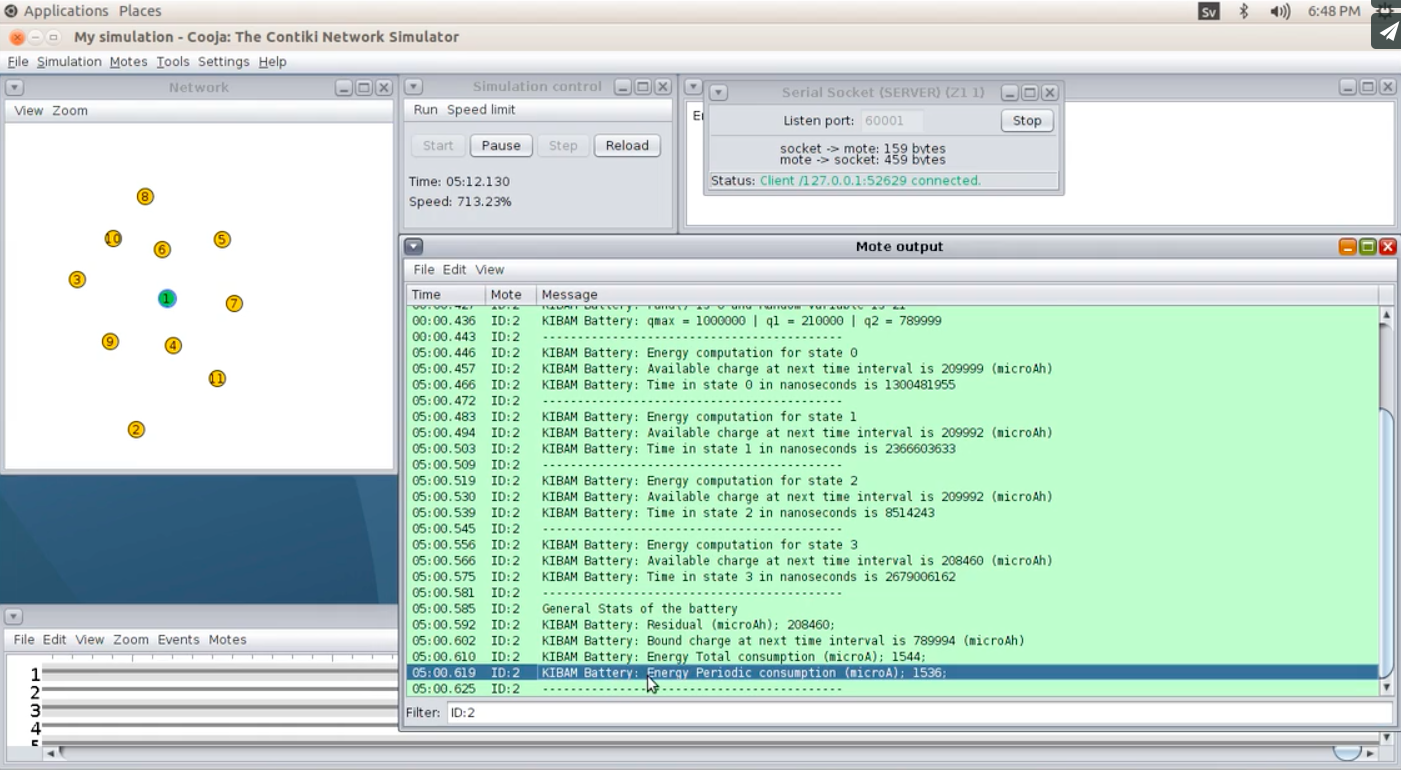 Applications Places
Sv 6:48 PM
My simulation - Cooja: The Contiki Network Simulator
File Simulation Motes Tools Settings Help
Network
View Zoom
8
10
6
5
3
1
7
9
4
11
2
Simulation control
Run Speed limit
Start Pause Step Reload
Time: 05:12.130
Speed: 713.23%
Serial Socket (SERVER) (Z1 1)
Listen port: 60001 Stop
socket -> mote: 159 bytes
mote -> socket: 459 bytes
Status: Client /127.0.0.1:52629 connected.
Mote output
File Edit View
Time Mote Message
00:00.436 ID:2 KIBAM Battery: qmax = 1000000 | q1 = 210000 | q2 = 789999
00:00.443 ID:2 ----------------------------------------
05:00.446 ID:2 KIBAM Battery: Energy computation for state 0
05:00.457 ID:2 KIBAM Battery: Available charge at next time interval is 209999 (microAh)
05:00.466 ID:2 KIBAM Battery: Time in state 0 in nanoseconds is 1300481955
05:00.472 ID:2 ----------------------------------------
05:00.483 ID:2 KIBAM Battery: Energy computation for state 1
05:00.494 ID:2 KIBAM Battery: Available charge at next time interval is 209992 (microAh)
05:00.503 ID:2 KIBAM Battery: Time in state 1 in nanoseconds is 2366603633
05:00.509 ID:2 ----------------------------------------
05:00.519 ID:2 KIBAM Battery: Energy computation for state 2
05:00.530 ID:2 KIBAM Battery: Available charge at next time interval is 209992 (microAh)
05:00.539 ID:2 KIBAM Battery: Time in state 2 in nanoseconds is 8514243
05:00.545 ID:2 ----------------------------------------
05:00.556 ID:2 KIBAM Battery: Energy computation for state 3
05:00.566 ID:2 KIBAM Battery: Available charge at next time interval is 208460 (microAh)
05:00.575 ID:2 KIBAM Battery: Time in state 3 in nanoseconds is 2679006162
05:00.581 ID:2 ----------------------------------------
05:00.585 ID:2 General Stats of the battery
05:00.592 ID:2 KIBAM Battery: Residual (microAh); 208460;
05:00.602 ID:2 KIBAM Battery: Bound charge at next time interval is 789994 (microAh)
05:00.610 ID:2 KIBAM Battery: Energy Total consumption (microA); 1544;
05:00.619 ID:2 KIBAM Battery: Energy Periodic consumption (microA); 1536;
05:00.625 ID:2 ----------------------------------------
Filter: ID:2
File Edit View Zoom Events Motes
1
2
3
4